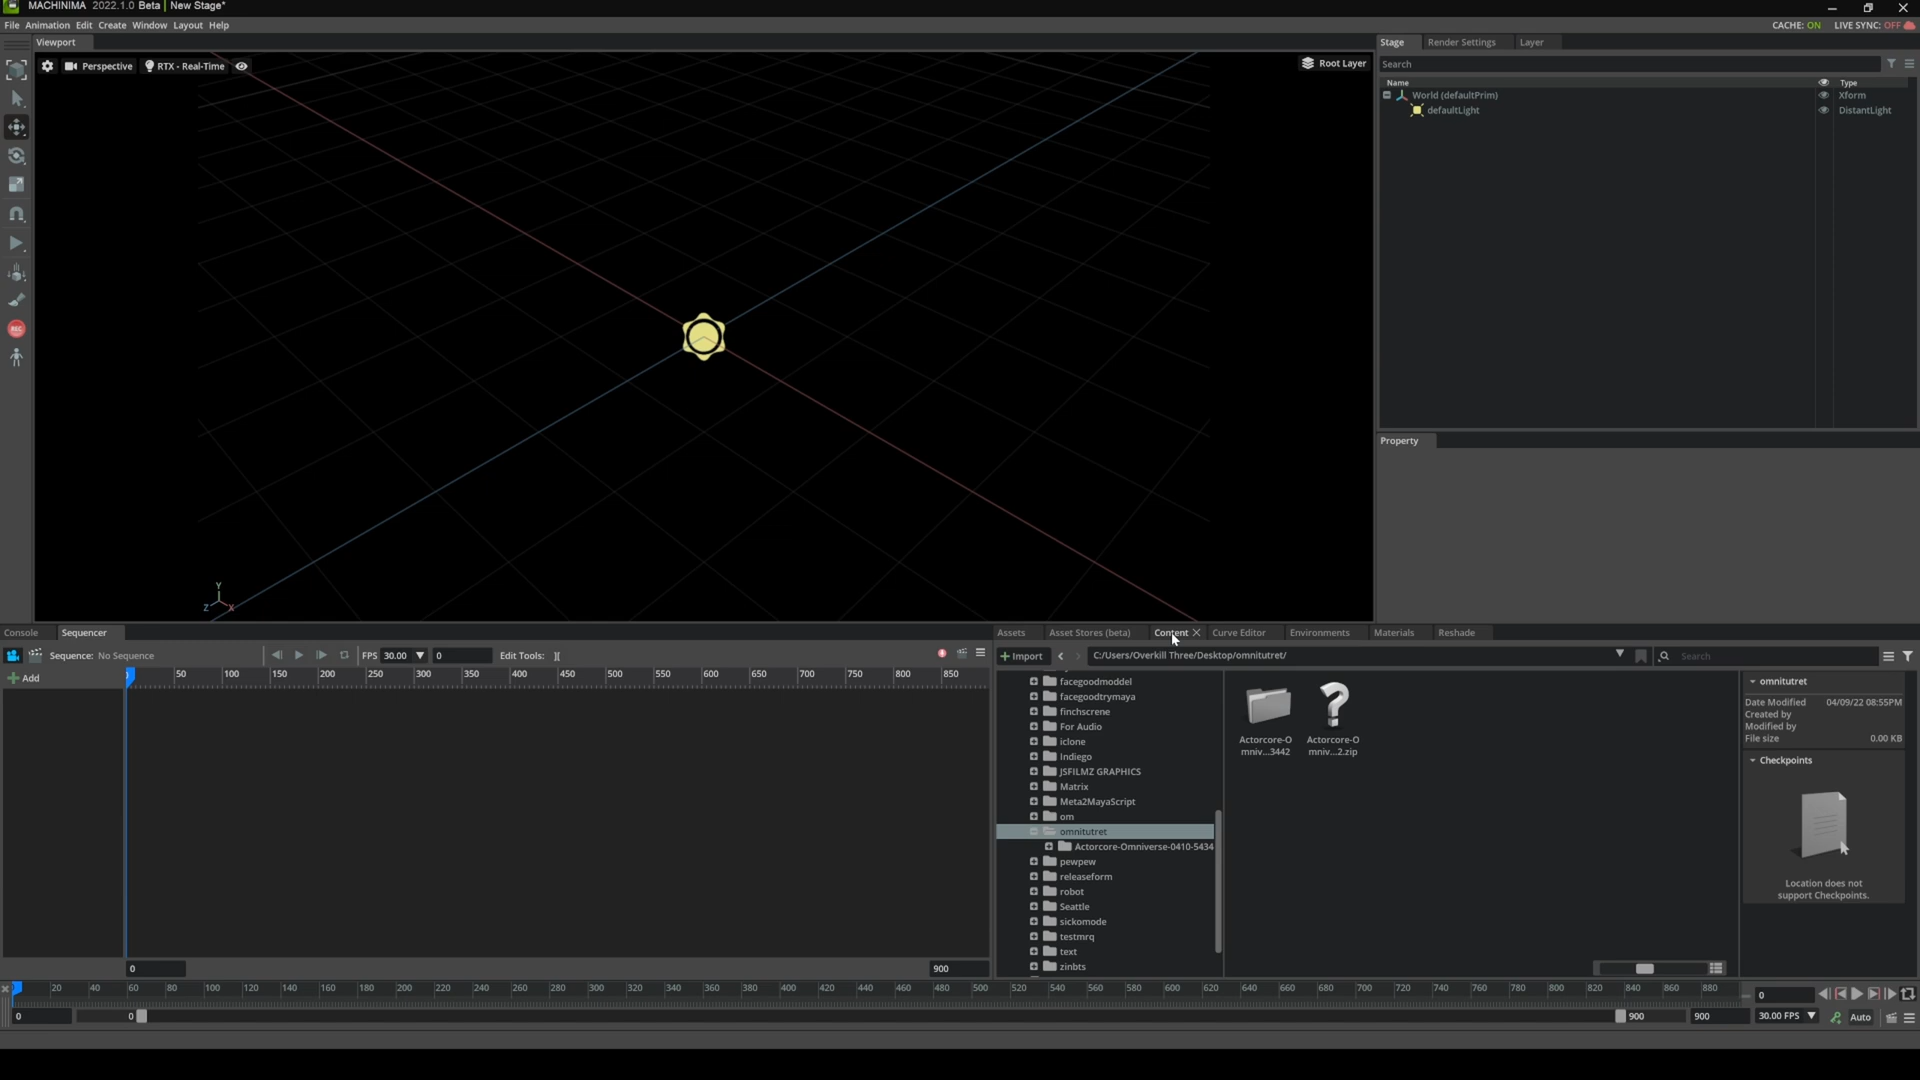 MACHINIMA 2022.1.0 Beta | New Stage*
File Animation Edit Create Window Layout Help
CACHE: ON LIVE SYNC: OFF
Viewport
Perspective RTX - Real-Time
Root Layer
REC
Y
Z X
Stage Render Settings Layer
Search
Name Type
World (defaultPrim) Xform
defaultLight DistantLight
Property
Console Sequencer
Sequence: No Sequence FPS 30.00 0 Edit Tools:
Add
50 100 150 200 250 300 350 400 450 500 550 600 650 700 750 800 850
0 900
Assets Asset Stores (beta) Content Curve Editor Environments Materials Reshade
Import C:/Users/Overkill Three/Desktop/omnitutret/ Search
facegoodmoddel
facegoodtrymaya
finchscrene
For Audio
iclone
Indiego
JSFILMZ GRAPHICS
Matrix
Meta2MayaScript
om
omnitutret
Actorcore-Omniverse-0410-5434
pewpew
releaseform
robot
Seattle
sickomode
testmrq
text
zinbts
Actorcore-O
mniv...3442
Actorcore-O
mniv...2.zip
omnitutret
Date Modified 04/09/22 08:55PM
Created by
Modified by
File size 0.00 KB
Checkpoints
Location does not
support Checkpoints.
20 40 60 80 100 120 140 160 180 200 220 240 260 280 300 320 340 360 380 400 420 440 460 480 500 520 540 560 580 600 620 640 660 680 700 720 740 760 780 800 820 840 860 880
0
0 0 900 900 30.00 FPS Auto